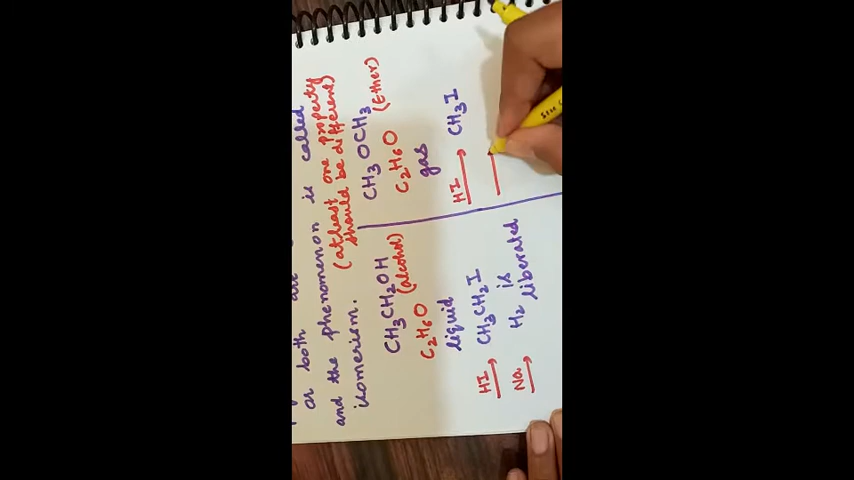 or both are
and the phenomenon is called
isomerism. (atleast one property
should be different)
CH3CH2OH
(alcohol)
C2H6O
liquid
HI → CH3CH2I
Na → H2 is
liberated
CH3OCH3
(Ether)
C2H6O
gas
HI → CH3I